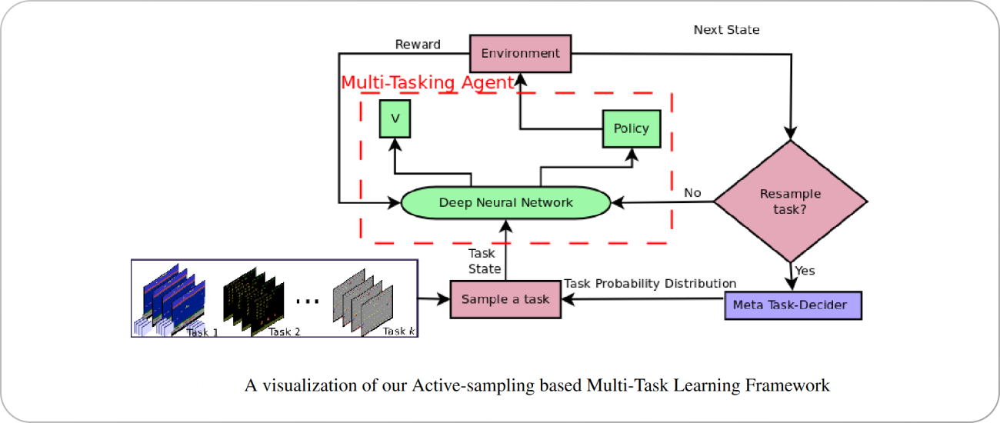 Next State
Reward
Environment
Multi-Tasking Agent
V
Policy
Deep Neural Network
No
Resample
task?
Task
State
Yes
Task Probability Distribution
Sample a task
Meta Task-Decider
Task 1
Task 2
...
Task k
A visualization of our Active-sampling based Multi-Task Learning Framework